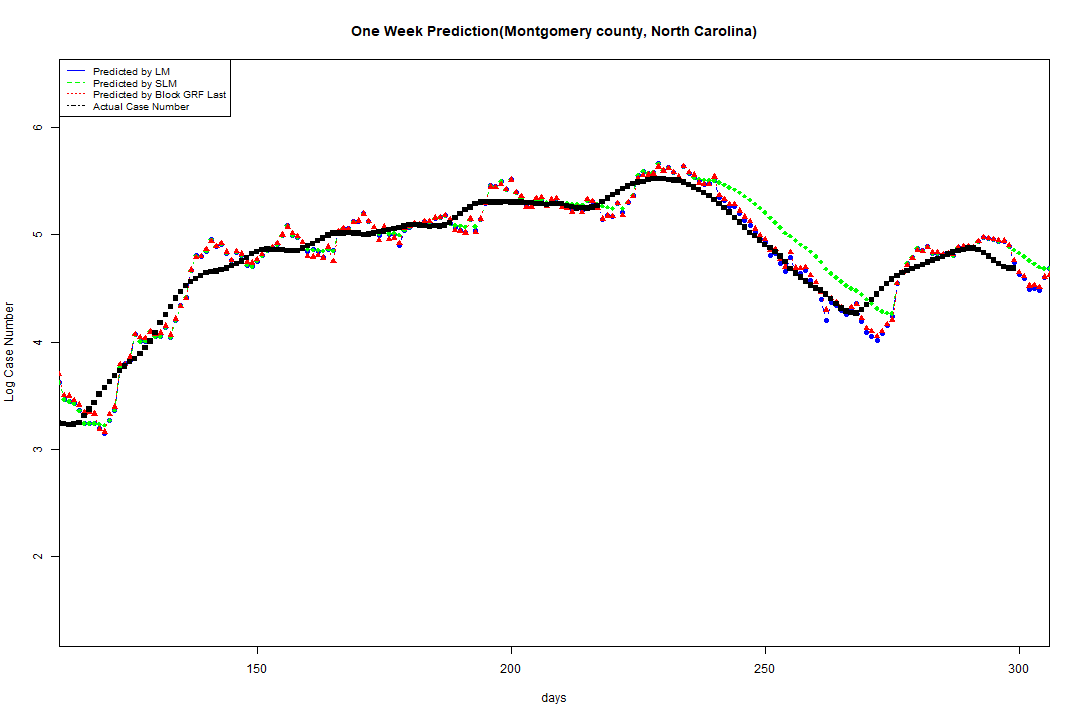 One Week Prediction(Montgomery county, North Carolina)
Predicted by LM
Predicted by SLM
Predicted by Block GRF Last
Actual Case Number
6
5
4
3
2
Log Case Number
150
200
250
300
days